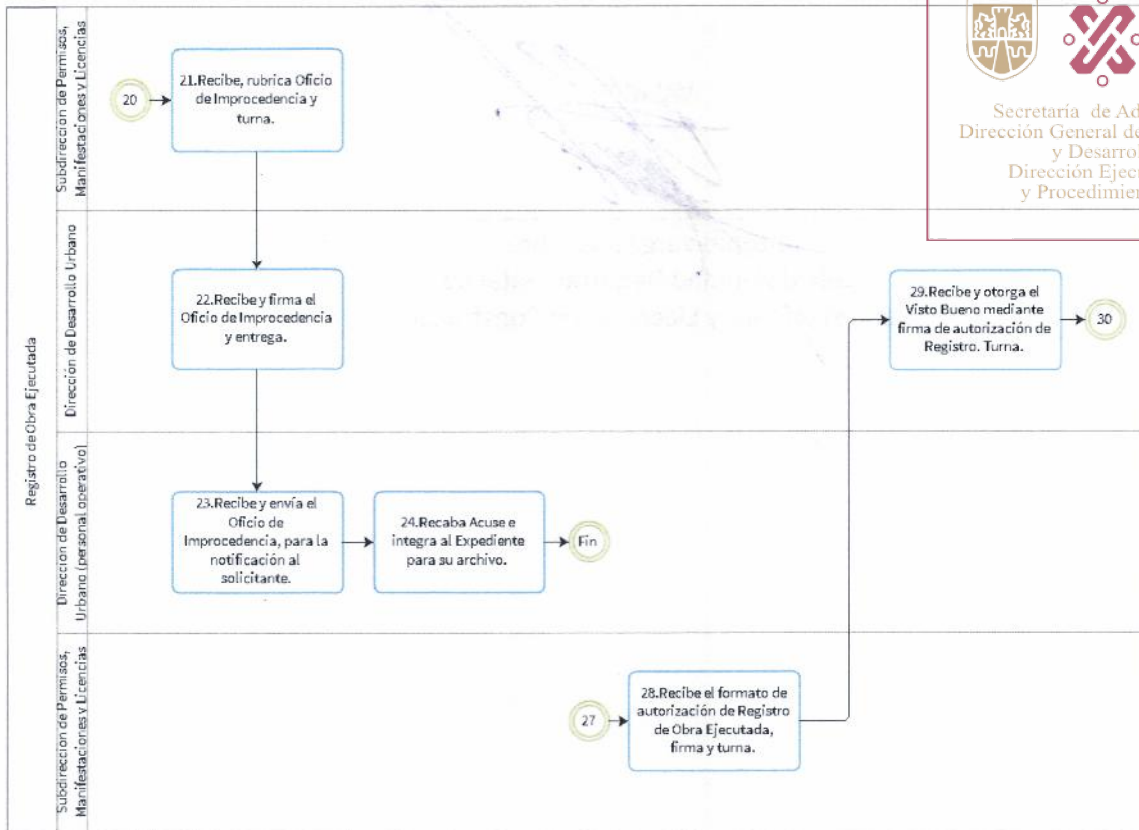 Registro de Obra Ejecutada
Subdirección de Permisos,
Manifestaciones y Licencias
20
21.Recibe, rubrica Oficio
de Improcedencia y
turna.
Secretaría de Ad
Dirección General de
y Desarrol
Dirección Ejec
y Procedimie
Dirección de Desarrollo Urbano
22.Recibe y firma el
Oficio de Improcedencia
y entrega.
29.Recibe y otorga el
Visto Bueno mediante
firma de autorización de
Registro. Turna.
30
Dirección de Desarrollo
Urbano (personal operativo)
23.Recibe y envía el
Oficio de
Improcedencia, para la
notificación al
solicitante.
24.Recaba Acuse e
integra al Expediente
para su archivo.
Fin
Subdirección de Permisos,
Manifestaciones y Licencias
27
28.Recibe el formato de
autorización de Registro
de Obra Ejecutada,
firma y turna.